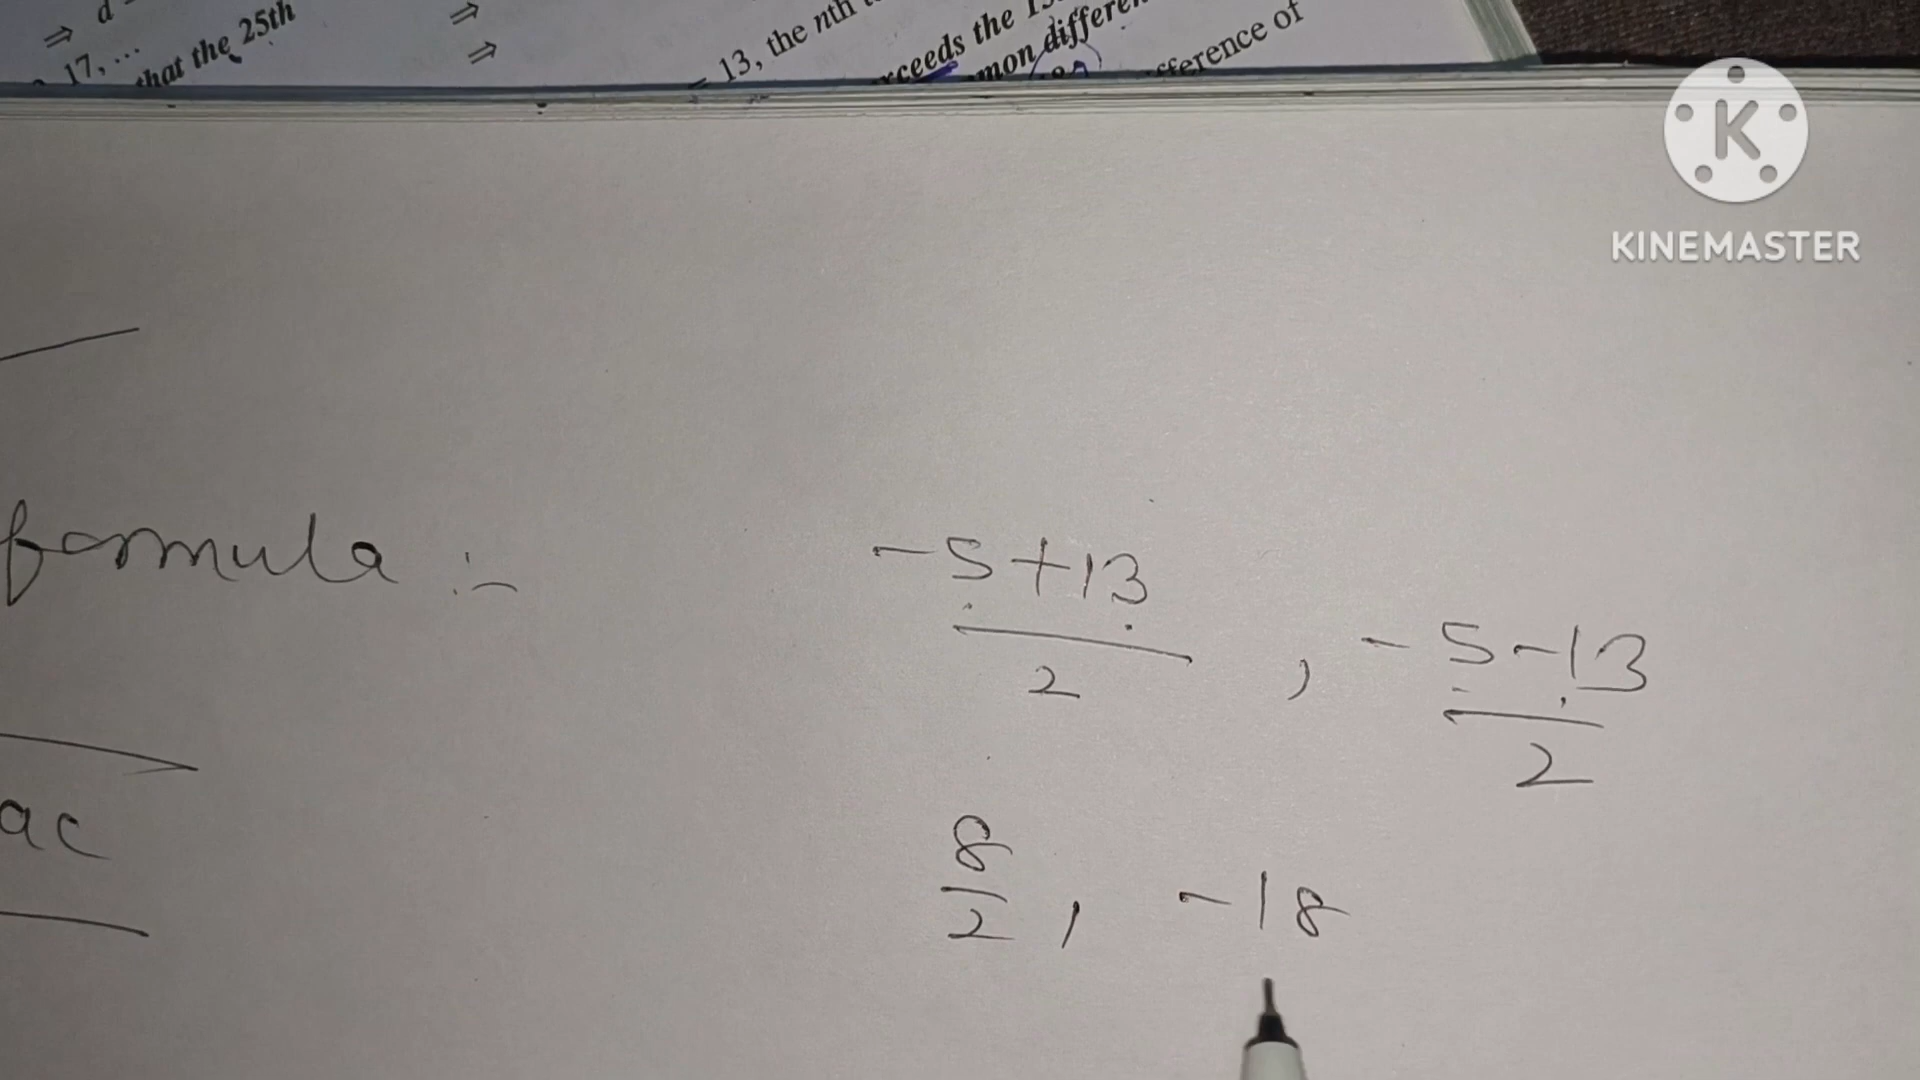 ⇒ d
17, ...
that the 25th
⇒
⇒
= 13, the nth
exceeds the 15
mon differen
fference of
K
KINEMASTER
formula :-
-5+13
2
, -5-13
2
ac
8
2
, -18